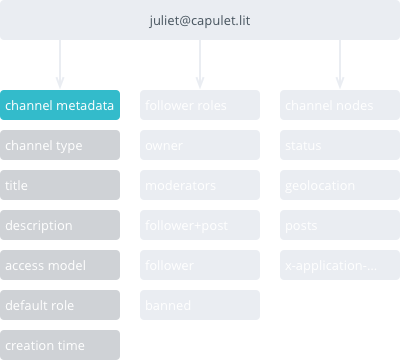 juliet@capulet.lit
channel metadata
channel type
title
description
access model
default role
creation time
follower roles
owner
moderators
follower+post
follower
banned
channel nodes
status
geolocation
posts
x-application-...